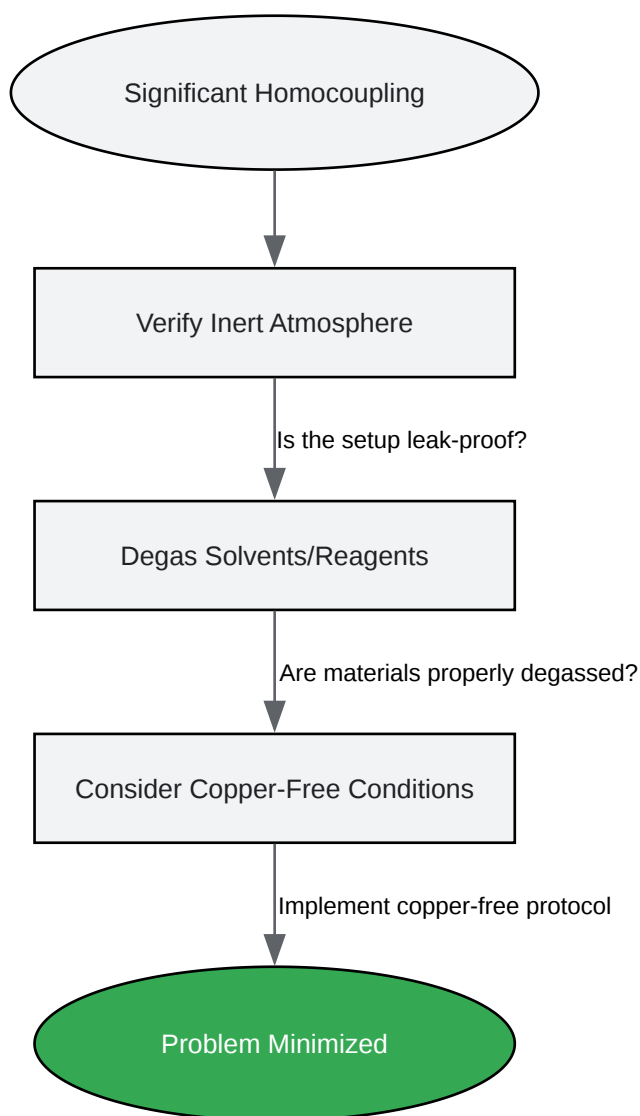 Significant Homocoupling
Verify Inert Atmosphere
Is the setup leak-proof?
Degas Solvents/Reagents
Are materials properly degassed?
Consider Copper-Free Conditions
Implement copper-free protocol
Problem Minimized